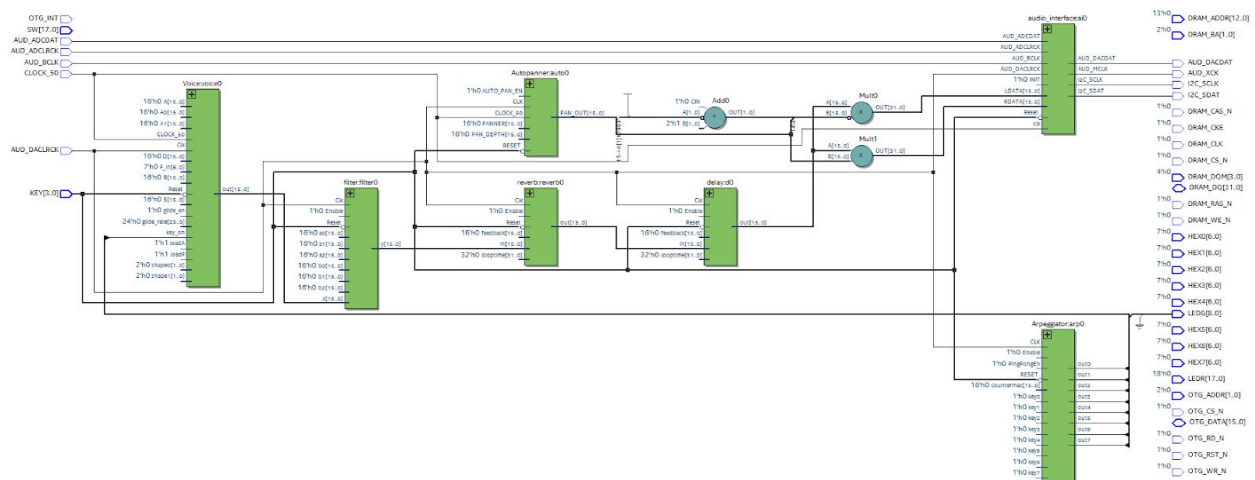 OTG_INT
SW[17..0]
AUD_ADCDAT
AUD_ADCLRCK
AUD_BCLK
CLOCK_50
AUD_DACLRCK
KEY[3..0]
Voice:voice0
16'h0 A[15..0]
CLOCK_50
Clk
16'h0 D[15..0]
7'h0 F_in[6..0]
16'h0 R[15..0]
Reset
16'h0 S[15..0]
1'h0 glide_en
24'h0 glide_rate[23..0]
key_on
1'h1 loadA
1'h1 loadF
2'h0 shape0[1..0]
2'h0 shape1[1..0]
out[15..0]
filter:filter0
Clk
1'h0 Enable
Reset
16'h0 a0[15..0]
16'h0 a1[15..0]
16'h0 a2[15..0]
16'h0 b0[15..0]
16'h0 b1[15..0]
16'h0 b2[15..0]
x[15..0]
y[15..0]
Autopanner:auto0
1'h0 AUTO_PAN_EN
CLK
CLOCK_50
16'h0 PANNER[15..0]
16'h0 PAN_DEPTH[15..0]
RESET
PAN_OUT[15..0]
reverb:reverb0
Clk
1'h0 Enable
Reset
16'h0 feedback[15..0]
in[15..0]
32'h0 looptime[31..0]
out[15..0]
delay:d0
Clk
1'h0 Enable
Reset
16'h0 feedback[15..0]
in[15..0]
32'h0 looptime[31..0]
out[15..0]
Add0
1'h0 CIN
A[1..0]
2'h1 B[1..0]
OUT[1..0]
Mult0
A[15..0]
B[15..0]
OUT[31..0]
Mult1
A[15..0]
B[15..0]
OUT[31..0]
audio_interface:ai0
AUD_ADCDAT
AUD_ADCLRCK
AUD_BCLK
AUD_DACLRCK
1'h0 INIT
LDATA[15..0]
RDATA[15..0]
Reset
clk
AUD_DACDAT
AUD_MCLK
I2C_SCLK
I2C_SDAT
Arpeggiator:arp0
CLK
1'h0 Enable
1'h0 PingPongEn
RESET
16'h0 countermax[15..0]
1'h0 key0
1'h0 key1
1'h0 key2
1'h0 key3
1'h0 key4
1'h0 key5
1'h0 key6
1'h0 key7
out0
out1
out2
out3
out4
out5
out6
out7
13'h0 DRAM_ADDR[12..0]
2'h0 DRAM_BA[1..0]
AUD_DACDAT
AUD_XCK
I2C_SCLK
I2C_SDAT
1'h0 DRAM_CAS_N
1'h0 DRAM_CKE
1'h0 DRAM_CLK
1'h0 DRAM_CS_N
4'h0 DRAM_DQM[3..0]
DRAM_DQ[31..0]
1'h0 DRAM_RAS_N
1'h0 DRAM_WE_N
7'h0 HEX0[6..0]
7'h0 HEX1[6..0]
7'h0 HEX2[6..0]
7'h0 HEX3[6..0]
7'h0 HEX4[6..0]
LEDG[8..0]
7'h0 HEX5[6..0]
7'h0 HEX6[6..0]
7'h0 HEX7[6..0]
18'h0 LEDR[17..0]
2'h0 OTG_ADDR[1..0]
1'h0 OTG_CS_N
OTG_DATA[15..0]
1'h0 OTG_RD_N
1'h0 OTG_RST_N
1'h0 OTG_WR_N